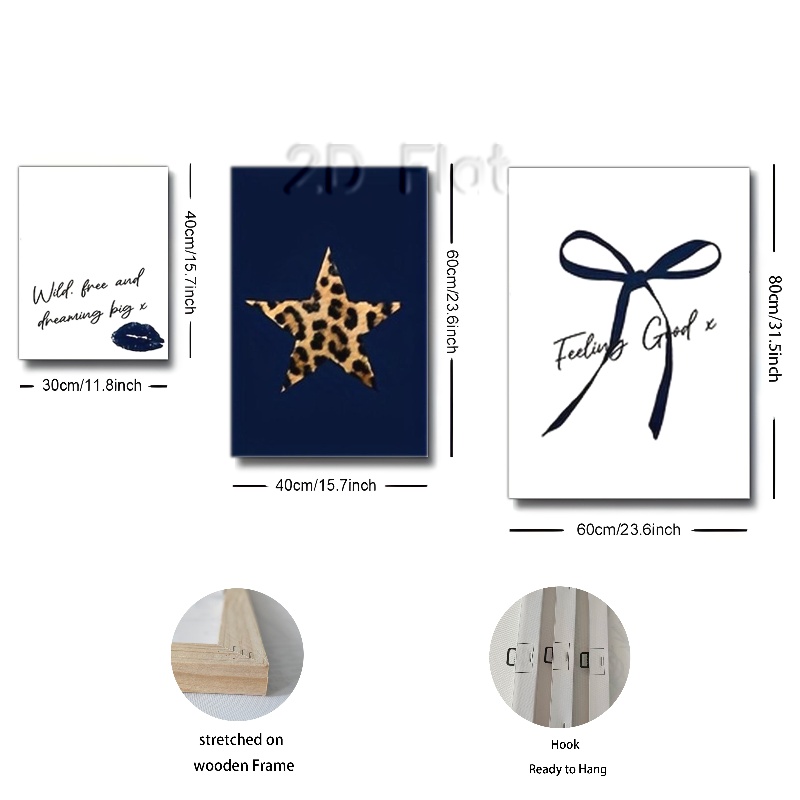 2D Flat
Wild. free and
dreaming big x
40cm/15.7inch
30cm/11.8inch
60cm/23.6inch
40cm/15.7inch
Feeling Good x
80cm/31.5inch
60cm/23.6inch
stretched on
wooden Frame
Hook
Ready to Hang